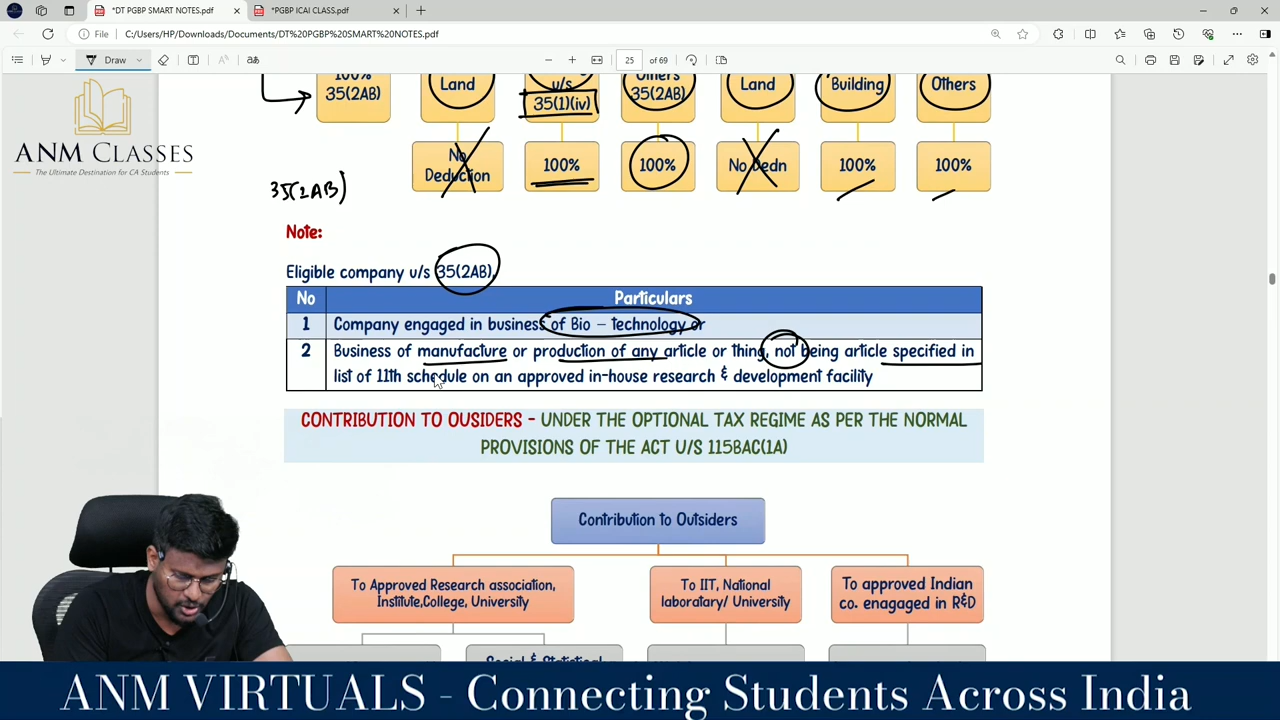 *DT PGBP SMART NOTES.pdf
*PGBP ICAI CLASS.pdf
File C:/Users/HP/Downloads/Documents/DT%20PGBP%20SMART%20NOTES.pdf
Draw 25 of 69
100%
35(2AB)
Land
u/s
35(1)(iv)
Others
35(2AB)
Land
Building
Others
ANM CLASSES
The Ultimate Destination for CA Students
No
Deduction
100%
100%
No Dedn
100%
100%
35(2AB)
Note:
Eligible company u/s 35(2AB),
No Particulars
1 Company engaged in business of Bio – technology or
2 Business of manufacture or production of any article or thing, not being article specified in
list of 11th schedule on an approved in-house research & development facility
CONTRIBUTION TO OUSIDERS - UNDER THE OPTIONAL TAX REGIME AS PER THE NORMAL
PROVISIONS OF THE ACT U/S 115BAC(1A)
Contribution to Outsiders
To Approved Research association,
Institute,College, University
To IIT, National
laboratary/ University
To approved Indian
co. enagaged in R&D
Social & Statistical
ANM VIRTUALS - Connecting Students Across India